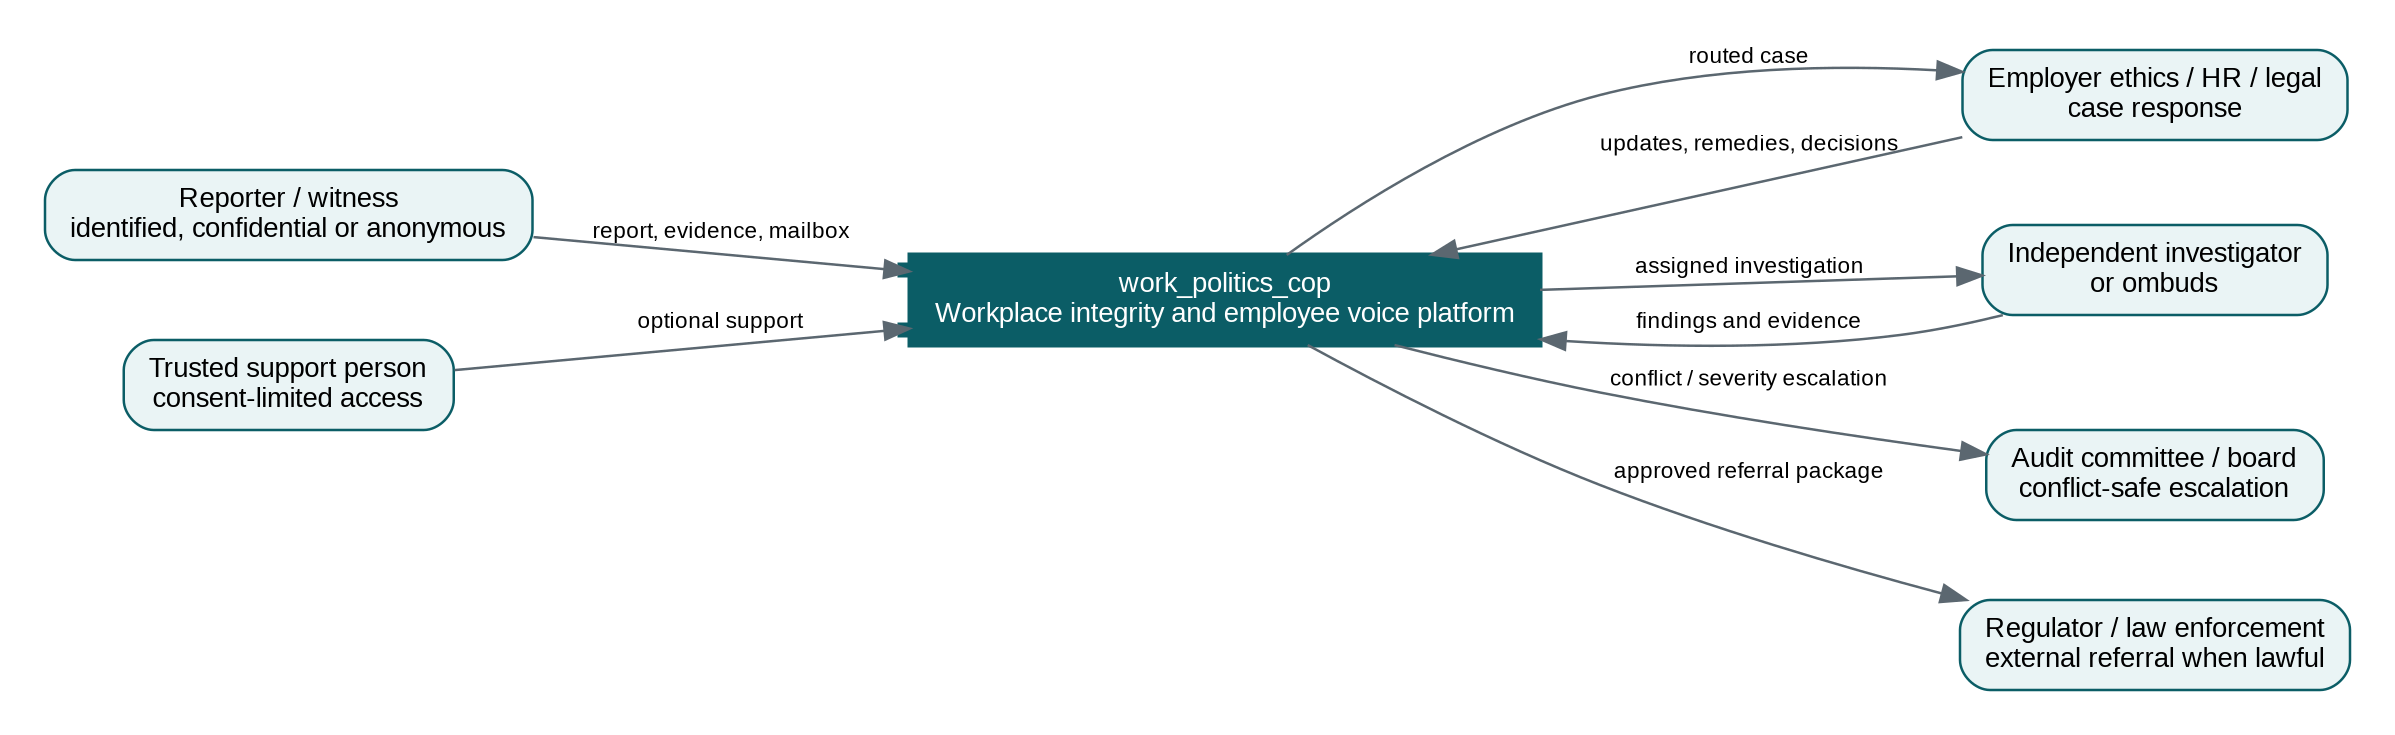 Reporter / witness
identified, confidential or anonymous
Trusted support person
consent-limited access
report, evidence, mailbox
optional support
work_politics_cop
Workplace integrity and employee voice platform
routed case
updates, remedies, decisions
assigned investigation
findings and evidence
conflict / severity escalation
approved referral package
Employer ethics / HR / legal
case response
Independent investigator
or ombuds
Audit committee / board
conflict-safe escalation
Regulator / law enforcement
external referral when lawful